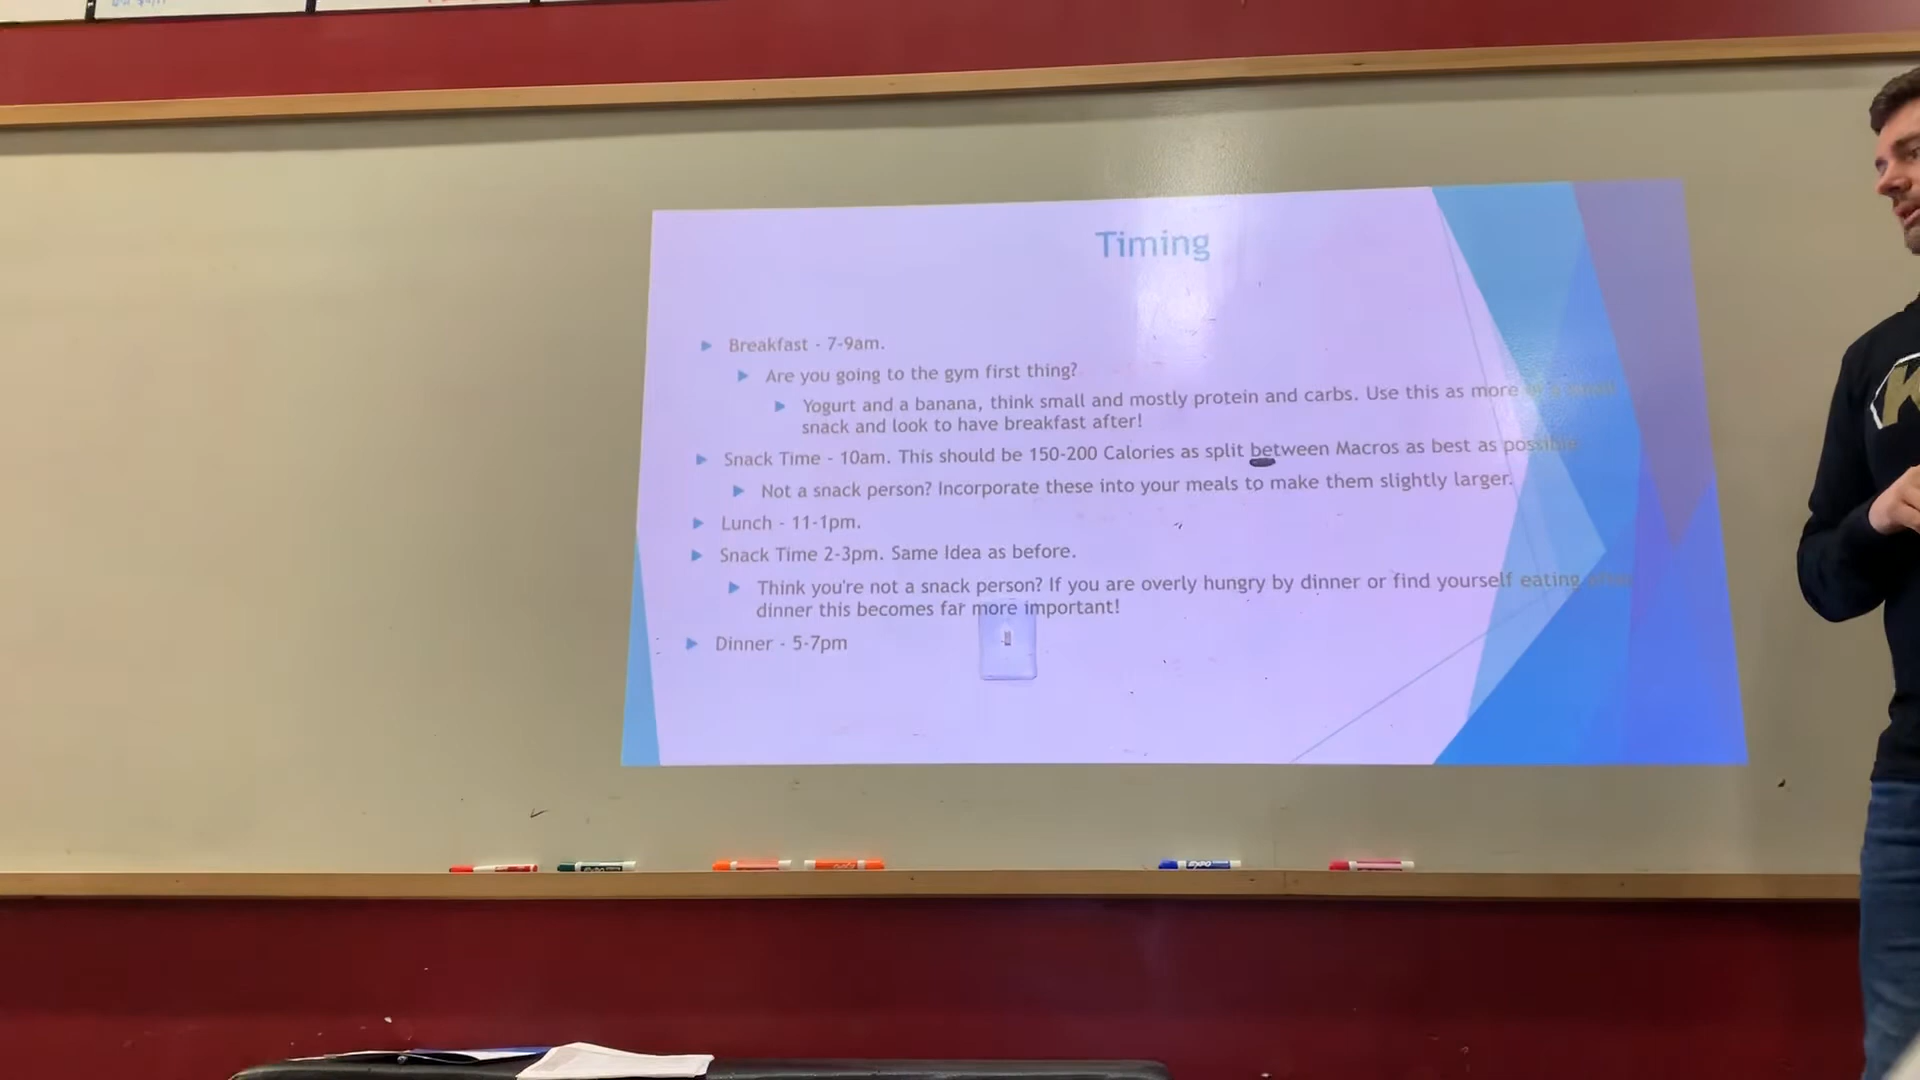 Timing
Breakfast - 7-9am.
Are you going to the gym first thing?
Yogurt and a banana, think small and mostly protein and carbs. Use this as more
snack and look to have breakfast after!
Snack Time - 10am. This should be 150-200 Calories as split between Macros as best as possible
Not a snack person? Incorporate these into your meals to make them slightly larger.
Lunch - 11-1pm.
Snack Time 2-3pm. Same Idea as before.
Think you're not a snack person? If you are overly hungry by dinner or find yourself eating
dinner this becomes far more important!
Dinner - 5-7pm
EXPO